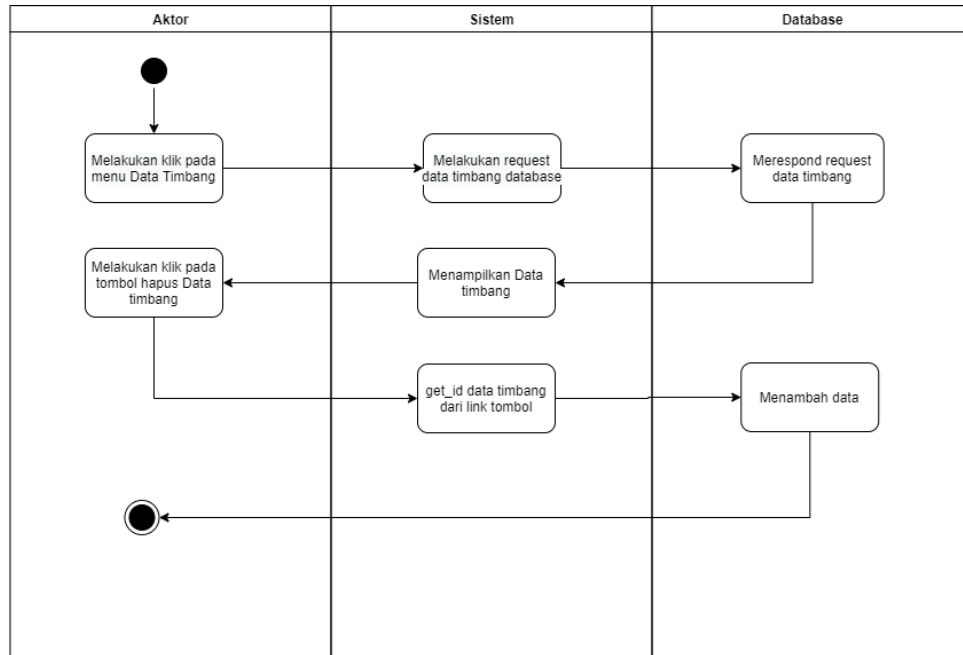 Aktor
Sistem
Database
Melakukan klik pada
menu Data Timbang
Melakukan request
data timbang database
Merespond request
data timbang
Melakukan klik pada
tombol hapus Data
timbang
Menampilkan Data
timbang
get_id data timbang
dari link tombol
Menambah data